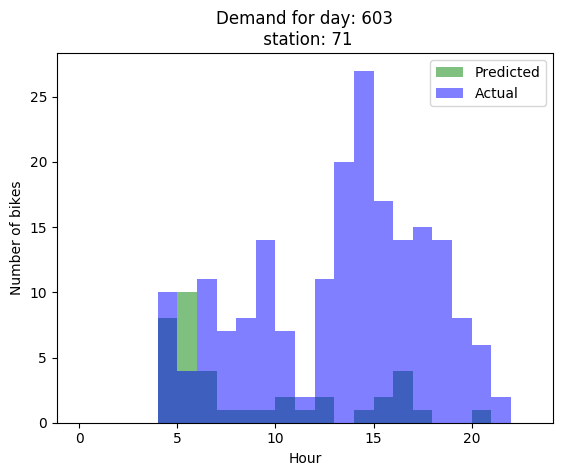 Demand for day: 603
station: 71
Predicted
Actual
Number of bikes
25
20
15
10
5
0
0 5 10 15 20
Hour